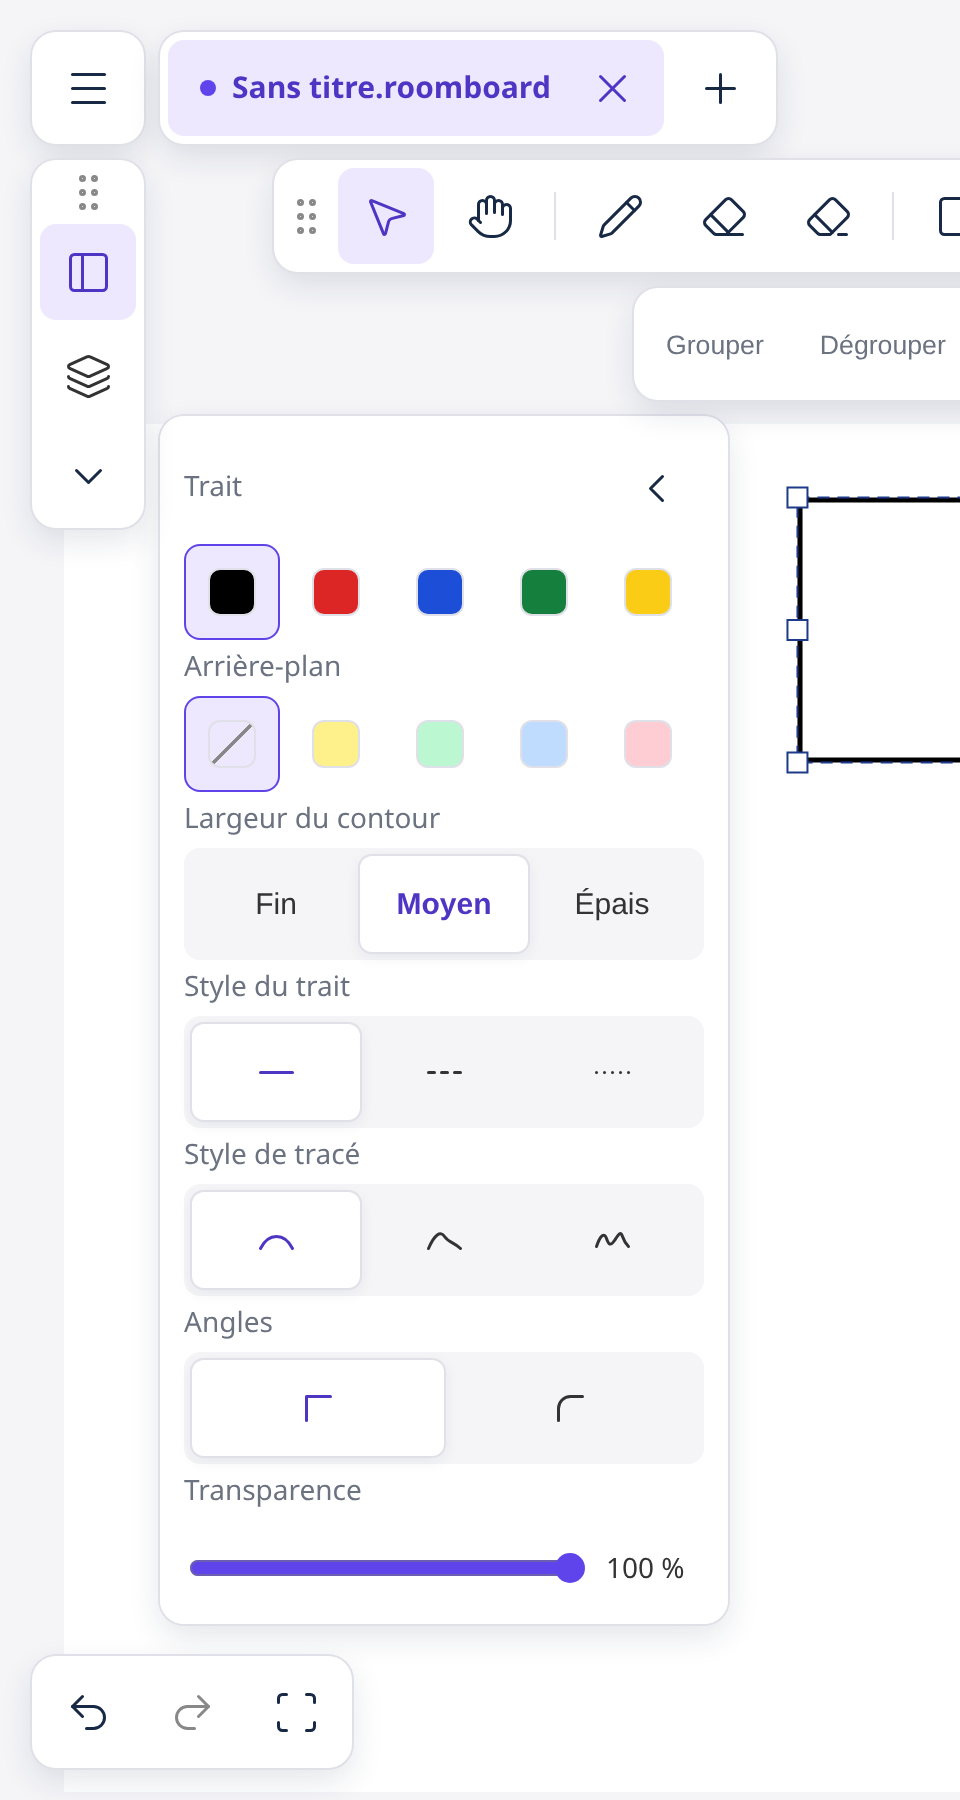 Sans titre.roomboard
Grouper Dégrouper
Trait
Arrière-plan
Largeur du contour
Fin Moyen Épais
Style du trait
Style de tracé
Angles
Transparence
100 %